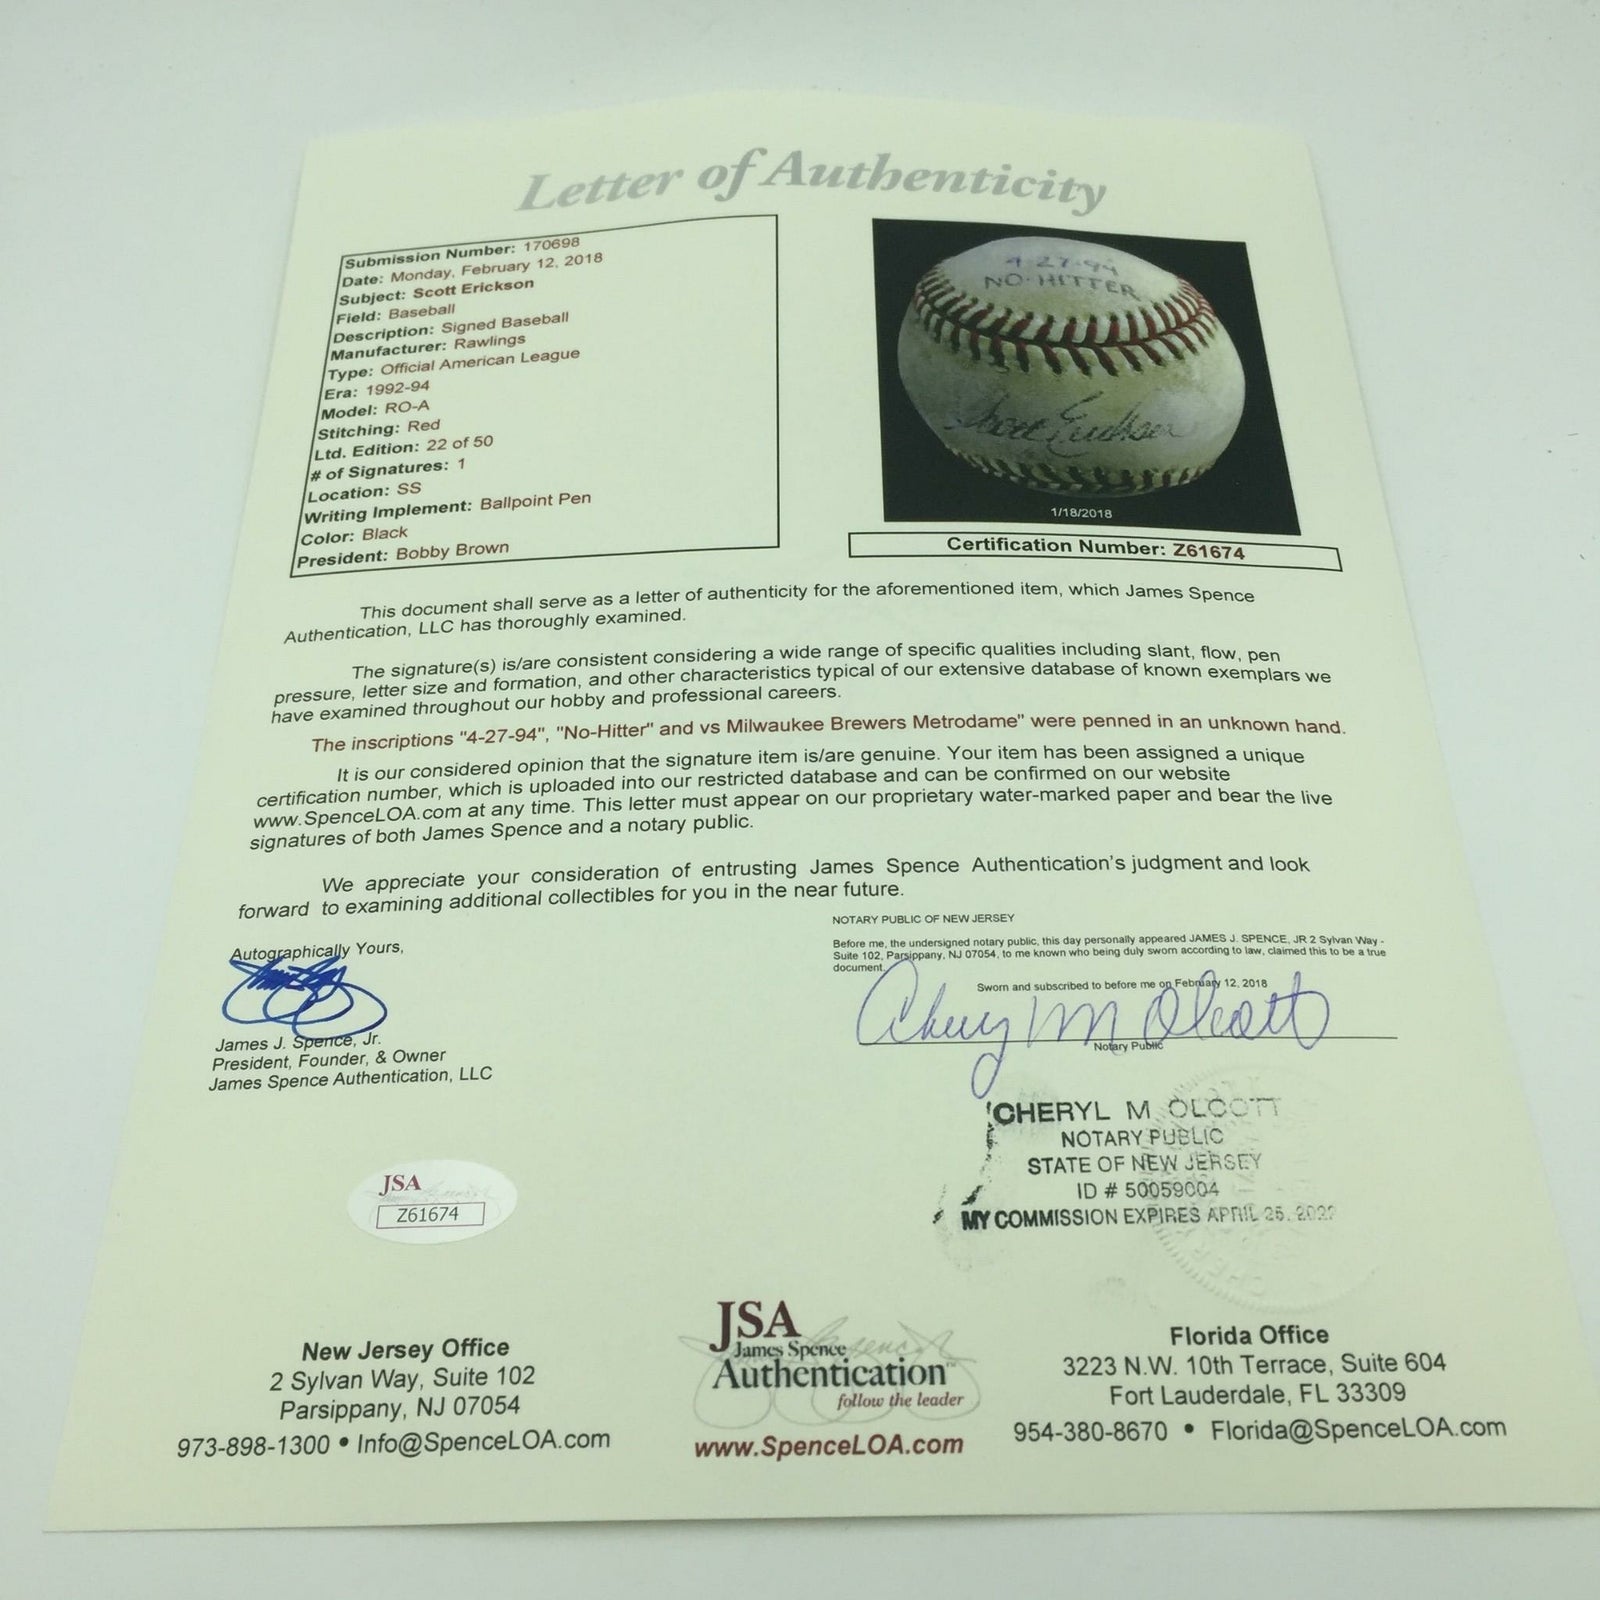 Letter of Authenticity
Submission Number: 170698
Date: Monday, February 12, 2018
Subject: Scott Erickson
Field: Baseball
Description: Signed Baseball
Manufacturer: Rawlings
Type: Official American League
Era: 1992-94
Model: RO-A
Stitching: Red
Ltd. Edition: 22 of 50
# of Signatures: 1
Location: SS
Writing Implement: Ballpoint Pen
Color: Black
President: Bobby Brown
4-27-94
NO-HITTER
Scott Erickson
1/18/2018
Certification Number: Z61674
This document shall serve as a letter of authenticity for the aforementioned item, which James Spence
Authentication, LLC has thoroughly examined.
The signature(s) is/are consistent considering a wide range of specific qualities including slant, flow, pen
pressure, letter size and formation, and other characteristics typical of our extensive database of known exemplars we
have examined throughout our hobby and professional careers.
The inscriptions "4-27-94", "No-Hitter" and vs Milwaukee Brewers Metrodame" were penned in an unknown hand.
It is our considered opinion that the signature item is/are genuine. Your item has been assigned a unique
certification number, which is uploaded into our restricted database and can be confirmed on our website
www.SpenceLOA.com at any time. This letter must appear on our proprietary water-marked paper and bear the live
signatures of both James Spence and a notary public.
We appreciate your consideration of entrusting James Spence Authentication's judgment and look
forward to examining additional collectibles for you in the near future.
Autographically Yours,
James J. Spence, Jr.
President, Founder, & Owner
James Spence Authentication, LLC
NOTARY PUBLIC OF NEW JERSEY
Before me, the undersigned notary public, this day personally appeared JAMES J. SPENCE, JR 2 Sylvan Way -
Suite 102, Parsippany, NJ 07054, to me known who being duly sworn according to law, claimed this to be a true
document.
Sworn and subscribed to before me on February 12, 2018
Cheryl M Olcott
Notary Public
CHERYL M OLCOTT
NOTARY PUBLIC
STATE OF NEW JERSEY
ID # 50059004
MY COMMISSION EXPIRES APRIL 25, 2022
JSA
Z61674
New Jersey Office
2 Sylvan Way, Suite 102
Parsippany, NJ 07054
973-898-1300 • Info@SpenceLOA.com
JSA
James Spence
Authentication™
follow the leader
www.SpenceLOA.com
Florida Office
3223 N.W. 10th Terrace, Suite 604
Fort Lauderdale, FL 33309
954-380-8670 • Florida@SpenceLOA.com